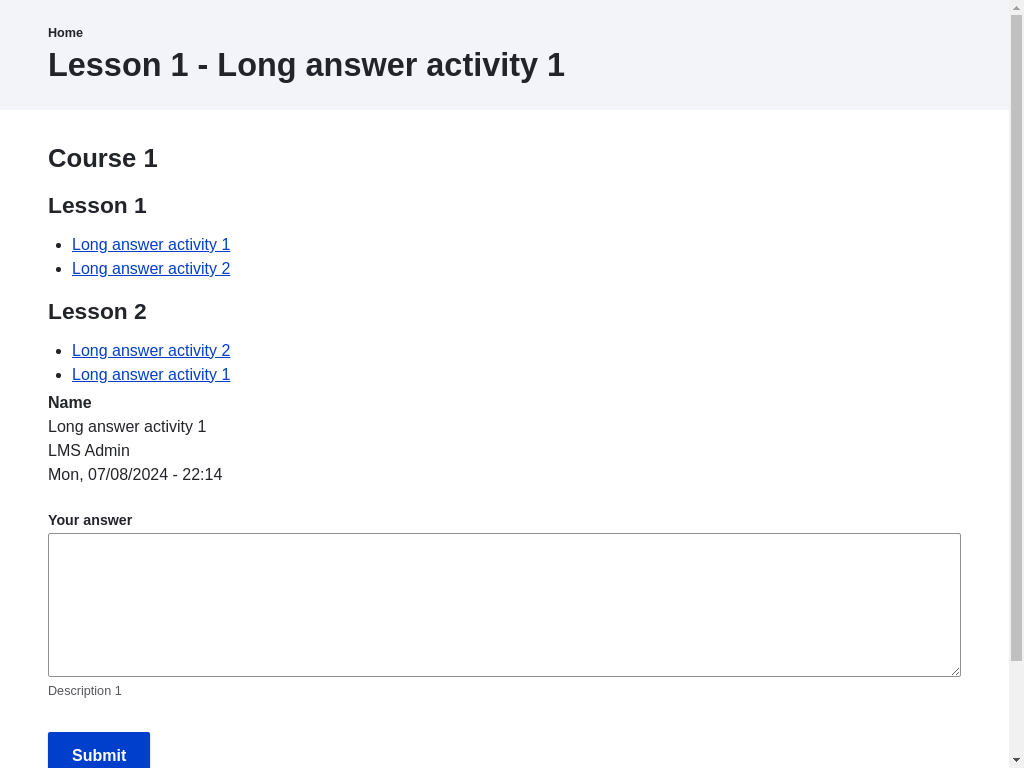 Home
Lesson 1 - Long answer activity 1
Course 1
Lesson 1
Long answer activity 1
Long answer activity 2
Lesson 2
Long answer activity 2
Long answer activity 1
Name
Long answer activity 1
LMS Admin
Mon, 07/08/2024 - 22:14
Your answer
Description 1
Submit